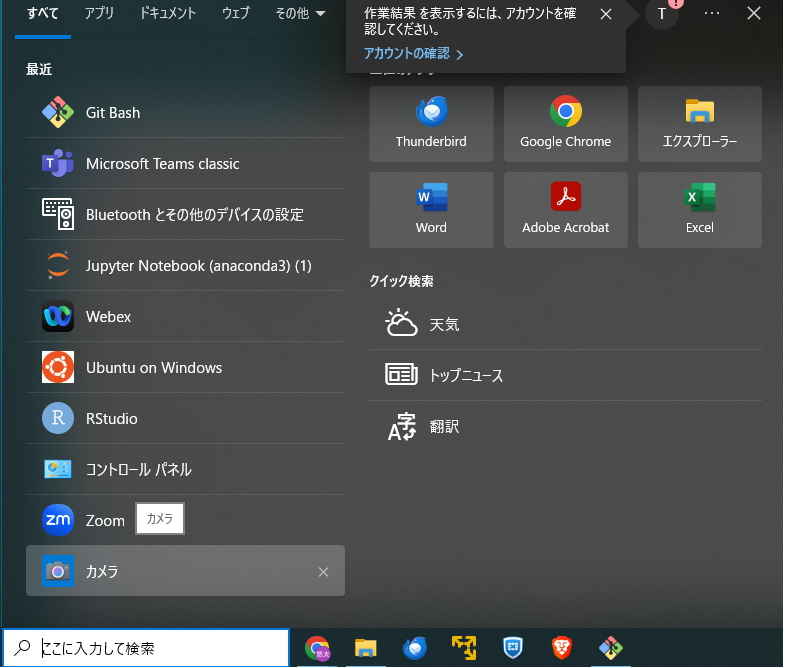 すべて
アプリ
ドキュメント
ウェブ
その他
作業結果 を表示するには、アカウントを確
認してください。
アカウントの確認
T
最近
Git Bash
Microsoft Teams classic
Bluetooth とその他のデバイスの設定
Jupyter Notebook (anaconda3) (1)
Webex
Ubuntu on Windows
R
RStudio
コントロール パネル
zm
Zoom
カメラ
カメラ
Thunderbird
Google Chrome
エクスプローラー
W
Word
Adobe Acrobat
X
Excel
クイック検索
天気
トップニュース
A字
翻訳
ここに入力して検索
悠太